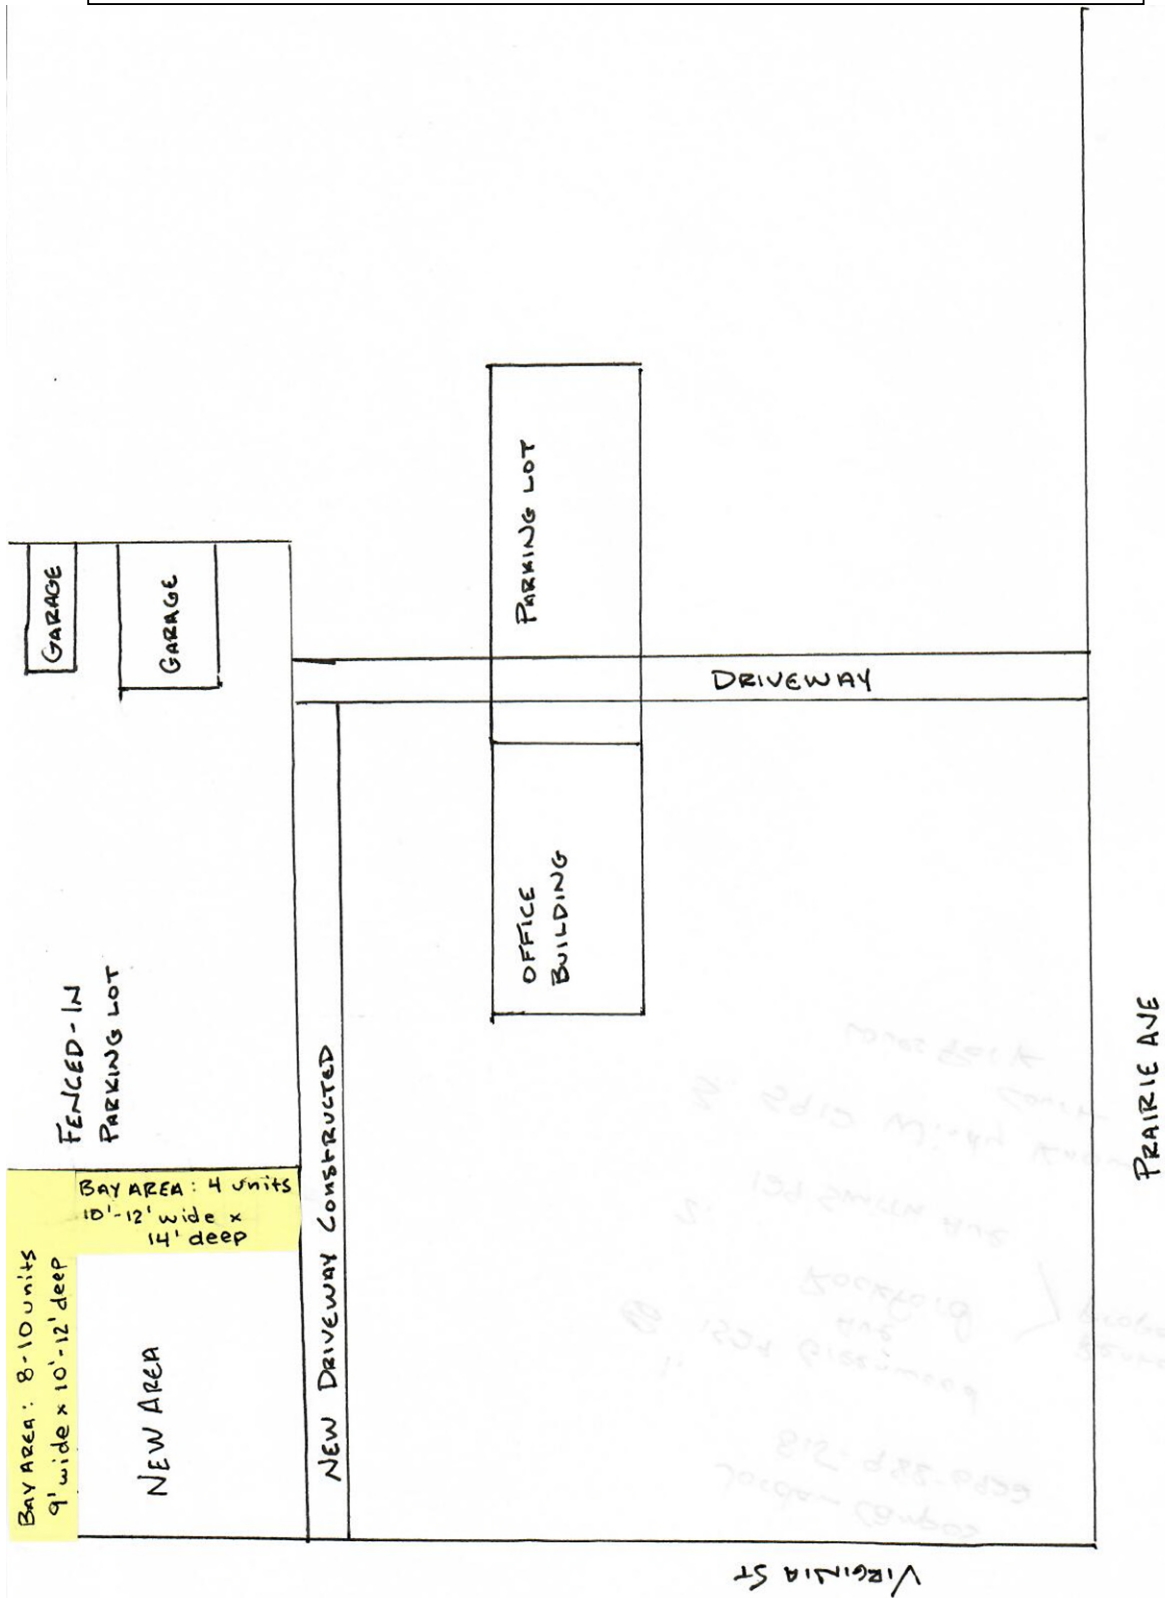 GARAGE
GARAGE
FENCED-IN
PARKING LOT
BAY AREA: 8-10 units
9' wide x 10'-12' deep
BAY AREA: 4 units
10'-12' wide x
14' deep
NEW AREA
NEW DRIVEWAY CONSTRUCTED
PARKING LOT
DRIVEWAY
OFFICE
BUILDING
PRAIRIE AVE
VIRGINIA ST